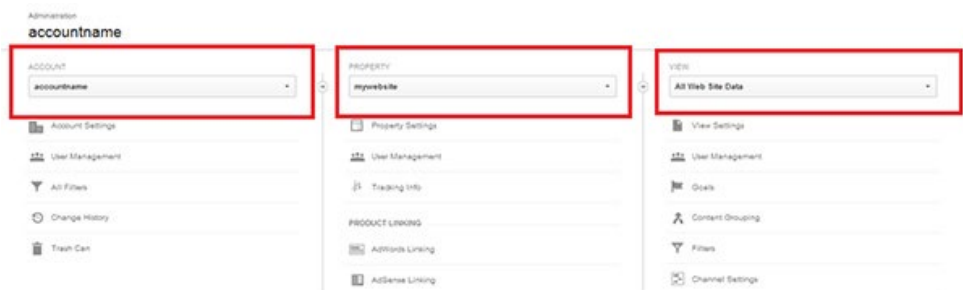 Administration
accountname
ACCOUNT
accountname
Account Settings
User Management
All Filters
Change History
Trash Can
PROPERTY
mywebsite
Property Settings
User Management
Tracking Info
PRODUCT LINKING
AdWords Linking
AdSense Linking
VIEW
All Web Site Data
View Settings
User Management
Goals
Content Grouping
Filters
Channel Settings